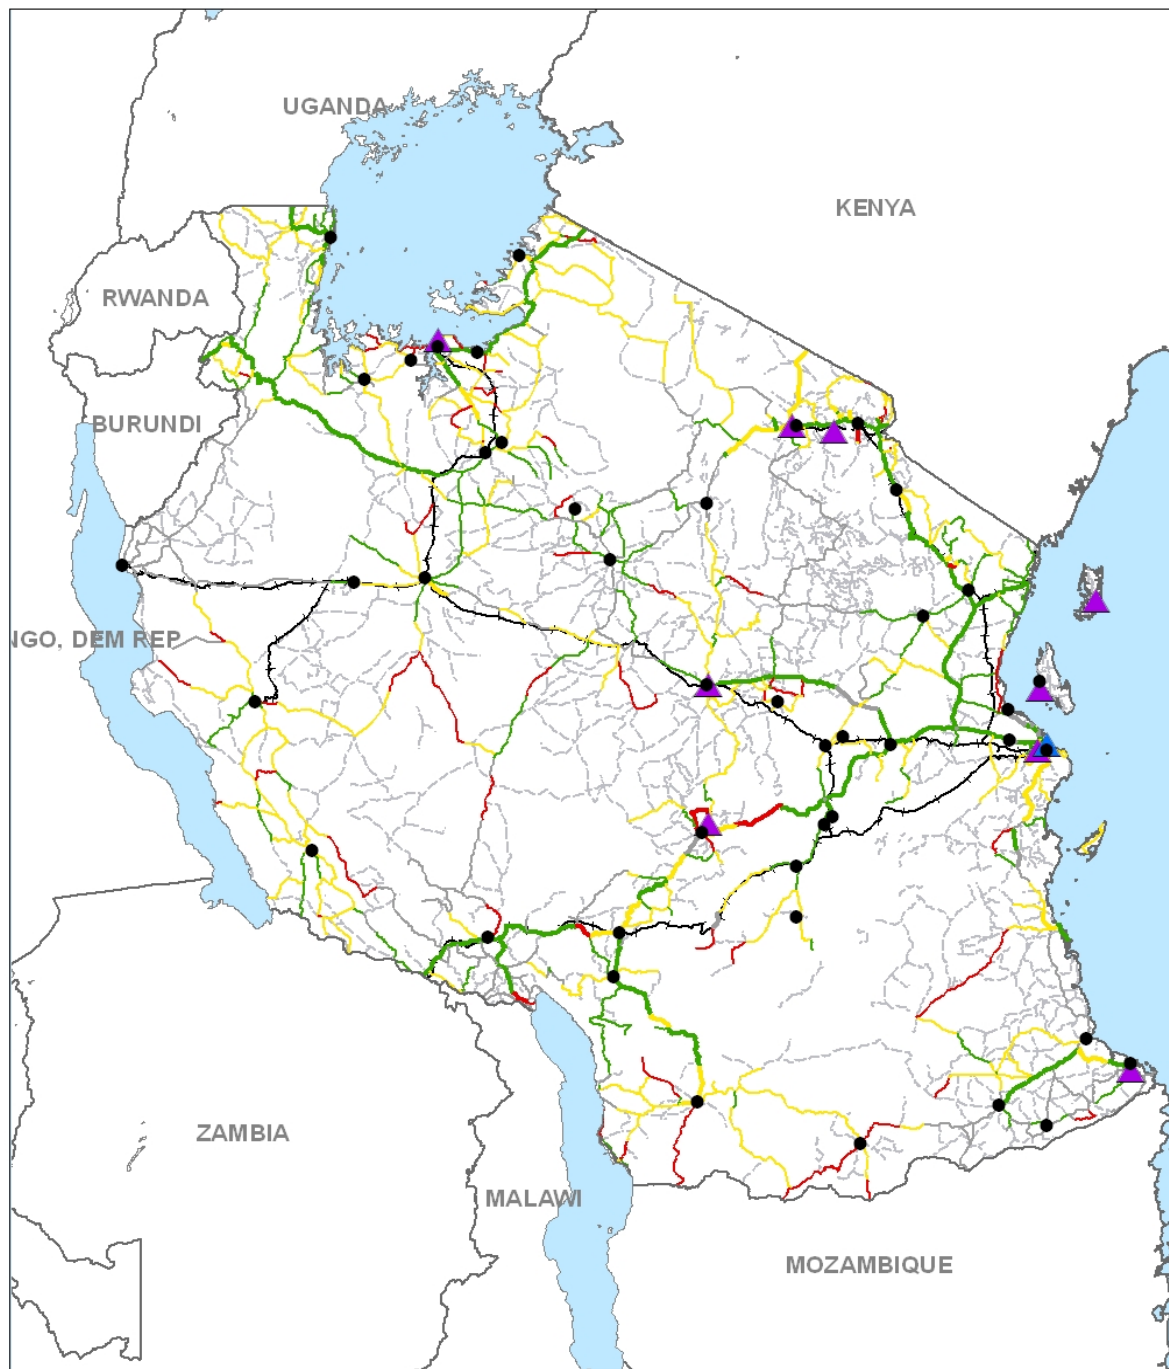 UGANDA
KENYA
RWANDA
BURUNDI
NGO, DEM REP
ZAMBIA
MALAWI
MOZAMBIQUE